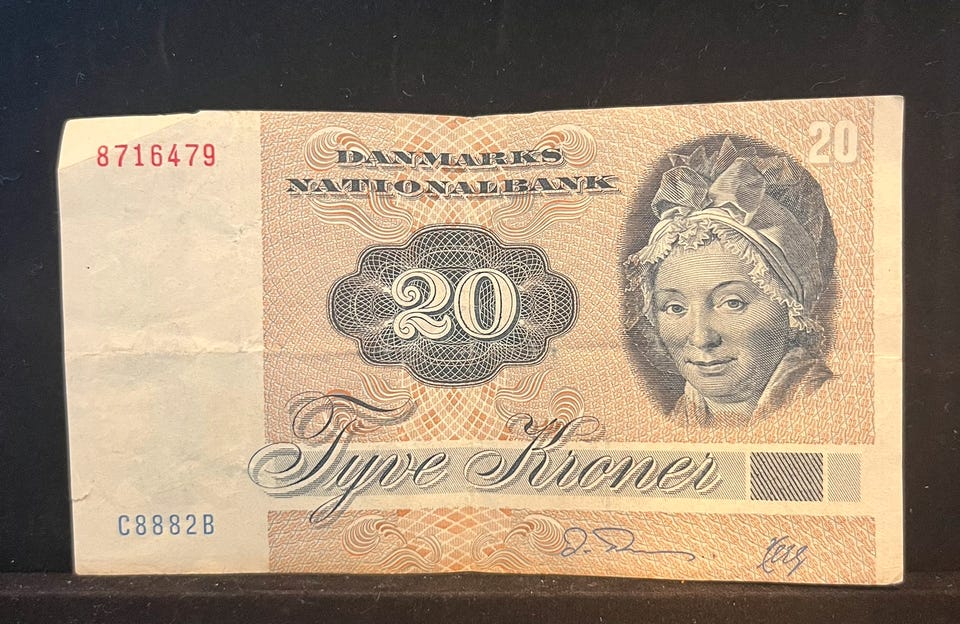 8716479
DANMARKS
NATIONALBANK
20
20
Tyve Kroner
C8882B